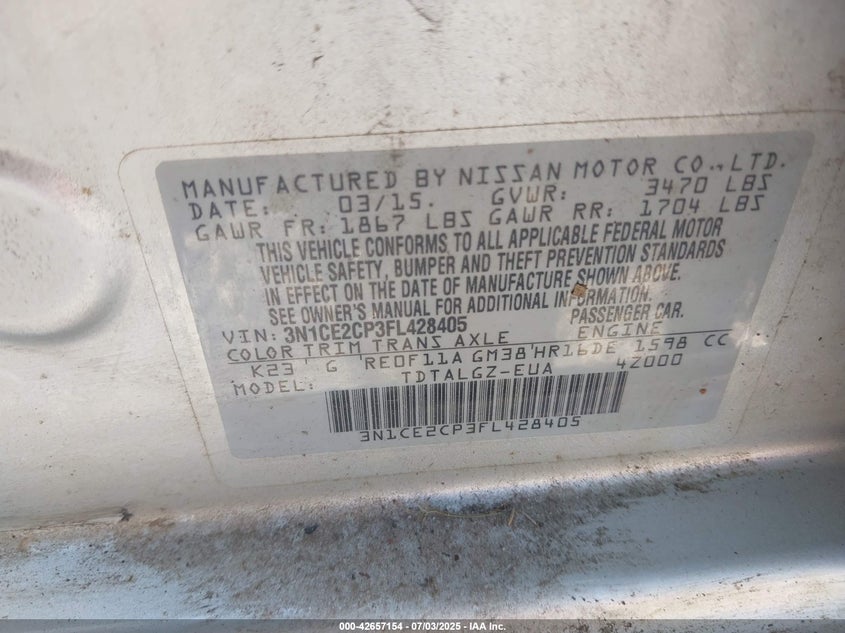 MANUFACTURED BY NISSAN MOTOR CO.,LTD.
DATE: 03/15. GVWR: 3470 LBS
GAWR FR: 1867 LBS GAWR RR: 1704 LBS
THIS VEHICLE CONFORMS TO ALL APPLICABLE FEDERAL MOTOR
VEHICLE SAFETY, BUMPER AND THEFT PREVENTION STANDARDS
IN EFFECT ON THE DATE OF MANUFACTURE SHOWN ABOVE.
SEE OWNER'S MANUAL FOR ADDITIONAL INFORMATION.
VIN: 3N1CE2CP3FL428405 PASSENGER CAR.
COLOR TRIM TRANS AXLE ENGINE
K23 G RE0F11A GM38 HR16DE 1598 CC
MODEL: TDTALGZ-EUA 4Z000
3N1CE2CP3FL428405
000-42657154 - 07/03/2025 - IAA Inc.